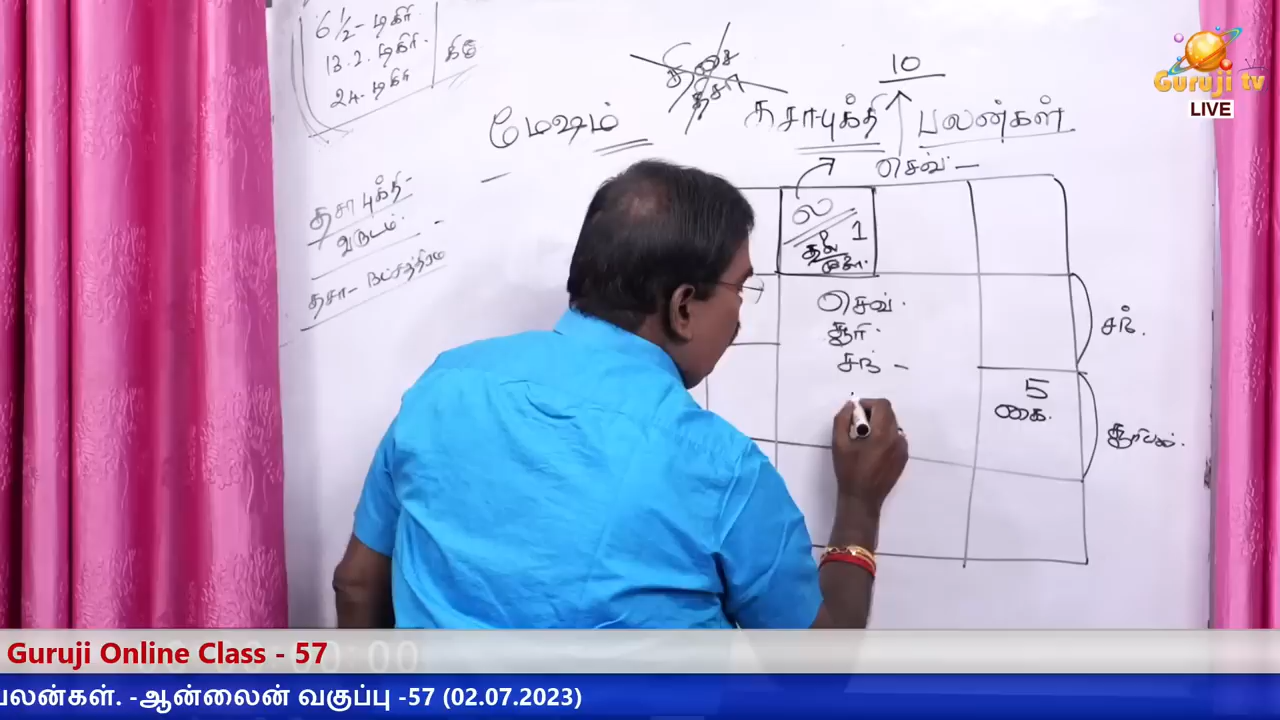 6½ - டிகிரி
13.2. டிகிரி
24. டிகிரி
தசா புக்தி -
வருடம்
தசா - நட்சத்திரம்
மேஷம்
தசாபுக்தி பலன்கள்
10
செவ் -
ல
1
செவ்.
சூரி.
சந் -
சந்.
5
கை.
Guruji tv
LIVE
Guruji Online Class - 57
பலன்கள். -ஆன்லைன் வகுப்பு -57 (02.07.2023)